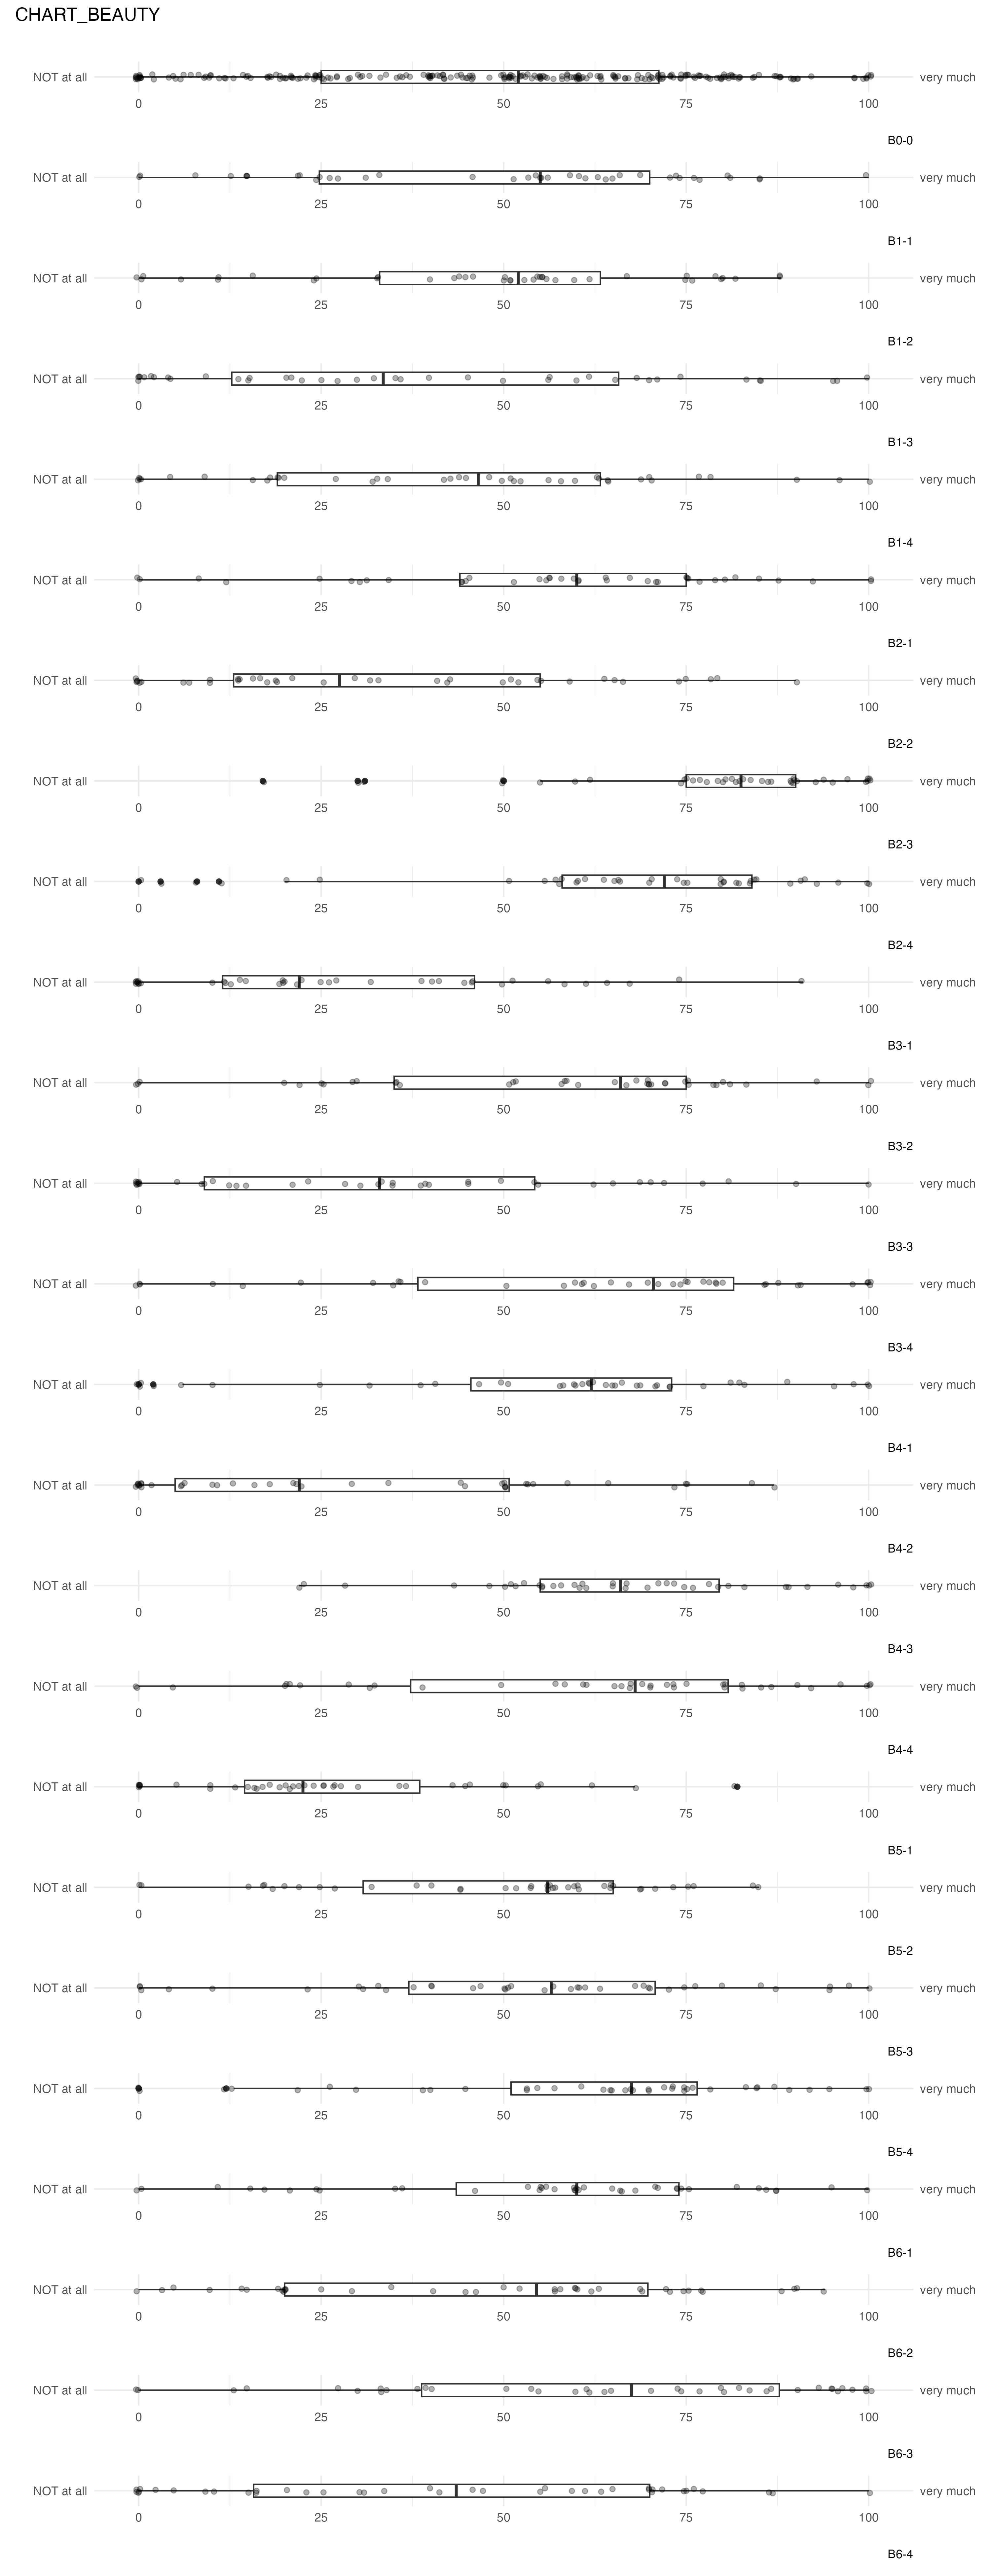 CHART_BEAUTY
NOT at all very much
0 25 50 75 100
B0-0
NOT at all very much
0 25 50 75 100
B1-1
NOT at all very much
0 25 50 75 100
B1-2
NOT at all very much
0 25 50 75 100
B1-3
NOT at all very much
0 25 50 75 100
B1-4
NOT at all very much
0 25 50 75 100
B2-1
NOT at all very much
0 25 50 75 100
B2-2
NOT at all very much
0 25 50 75 100
B2-3
NOT at all very much
0 25 50 75 100
B2-4
NOT at all very much
0 25 50 75 100
B3-1
NOT at all very much
0 25 50 75 100
B3-2
NOT at all very much
0 25 50 75 100
B3-3
NOT at all very much
0 25 50 75 100
B3-4
NOT at all very much
0 25 50 75 100
B4-1
NOT at all very much
0 25 50 75 100
B4-2
NOT at all very much
0 25 50 75 100
B4-3
NOT at all very much
0 25 50 75 100
B4-4
NOT at all very much
0 25 50 75 100
B5-1
NOT at all very much
0 25 50 75 100
B5-2
NOT at all very much
0 25 50 75 100
B5-3
NOT at all very much
0 25 50 75 100
B5-4
NOT at all very much
0 25 50 75 100
B6-1
NOT at all very much
0 25 50 75 100
B6-2
NOT at all very much
0 25 50 75 100
B6-3
NOT at all very much
0 25 50 75 100
B6-4